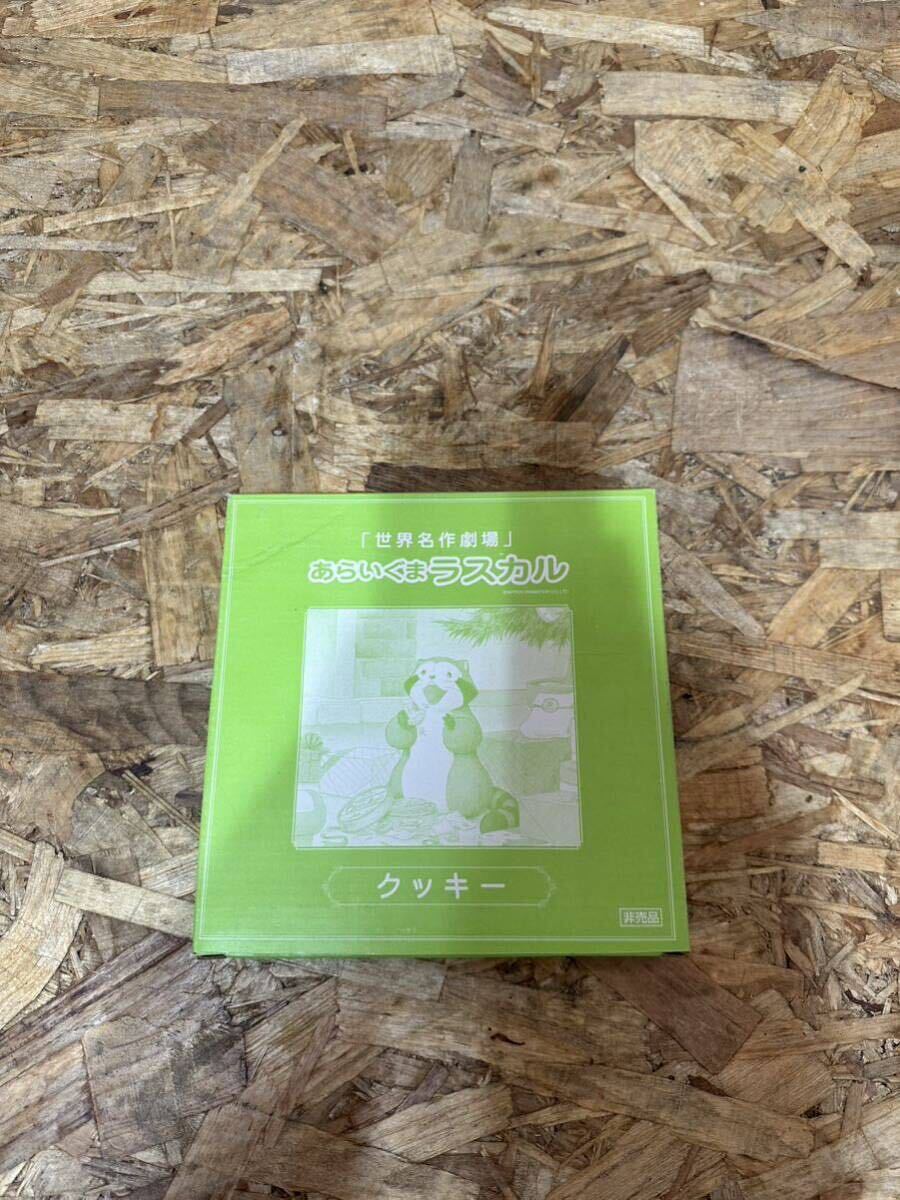 「世界名作劇場」
あらいぐまラスカル
クッキー
非売品